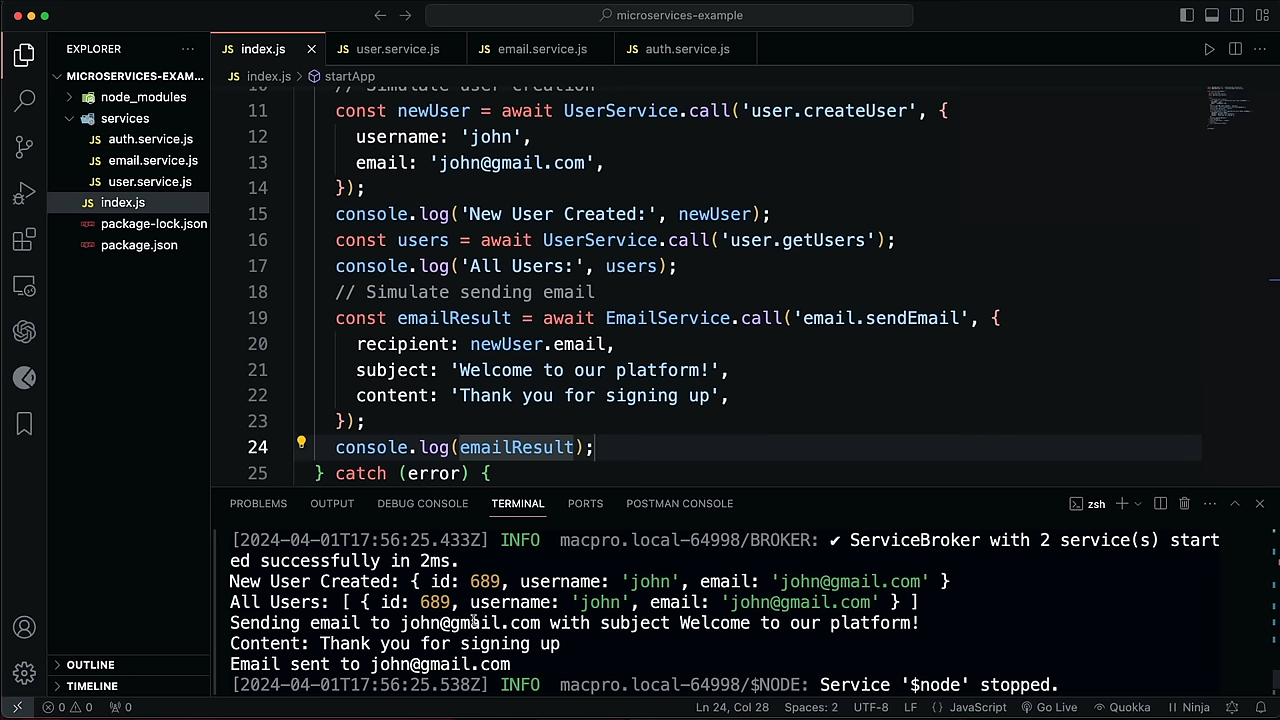 microservices-example
EXPLORER
index.js
user.service.js
email.service.js
auth.service.js
MICROSERVICES-EXAM...
node_modules
services
auth.service.js
email.service.js
user.service.js
index.js
package-lock.json
package.json
index.js > startApp
10 // Simulate user creation
11 const newUser = await UserService.call('user.createUser', {
12 username: 'john',
13 email: 'john@gmail.com',
14 });
15 console.log('New User Created:', newUser);
16 const users = await UserService.call('user.getUsers');
17 console.log('All Users:', users);
18 // Simulate sending email
19 const emailResult = await EmailService.call('email.sendEmail', {
20 recipient: newUser.email,
21 subject: 'Welcome to our platform!',
22 content: 'Thank you for signing up',
23 });
24 console.log(emailResult);
25 } catch (error) {
PROBLEMS OUTPUT DEBUG CONSOLE TERMINAL PORTS POSTMAN CONSOLE zsh
[2024-04-01T17:56:25.433Z] INFO macpro.local-64998/BROKER: ✔ ServiceBroker with 2 service(s) start
ed successfully in 2ms.
New User Created: { id: 689, username: 'john', email: 'john@gmail.com' }
All Users: [ { id: 689, username: 'john', email: 'john@gmail.com' } ]
Sending email to john@gmail.com with subject Welcome to our platform!
Content: Thank you for signing up
Email sent to john@gmail.com
[2024-04-01T17:56:25.538Z] INFO macpro.local-64998/$NODE: Service '$node' stopped.
OUTLINE
TIMELINE
0 0 0 Ln 24, Col 28 Spaces: 2 UTF-8 LF {} JavaScript Go Live Quokka Ninja